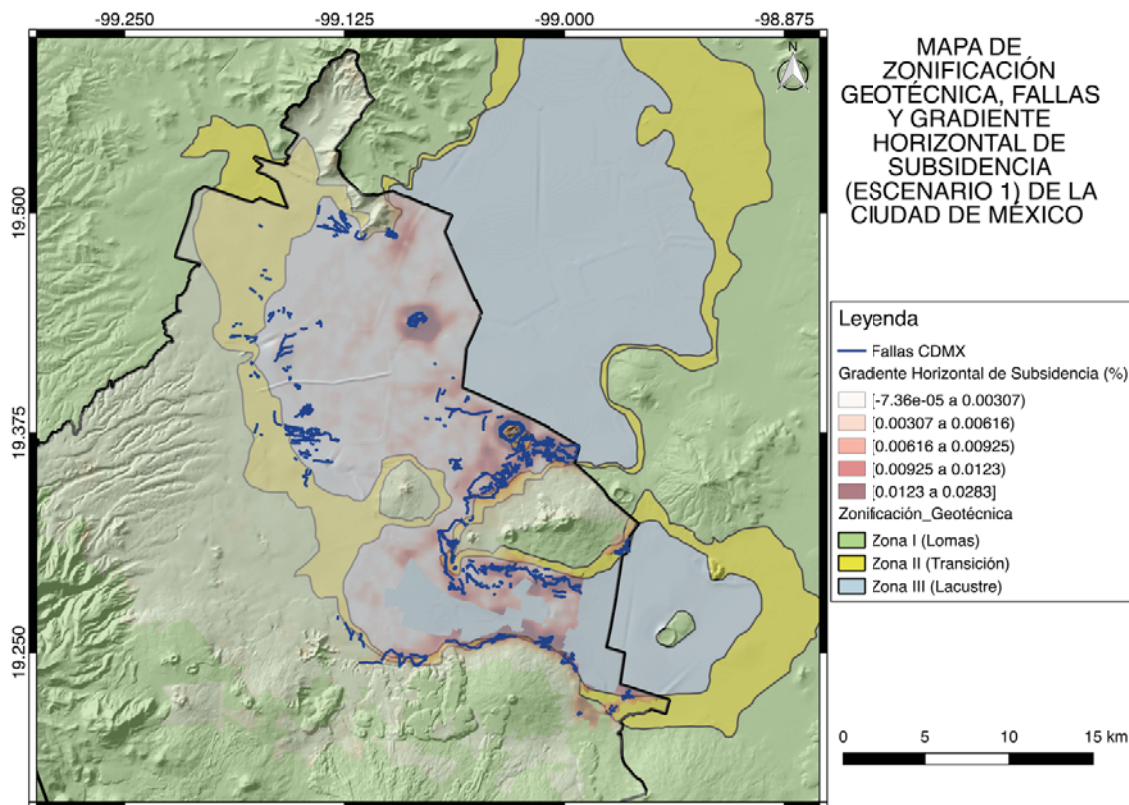 -99.250 -99.125 -99.000 -98.875
N
19.500
19.375
19.250
MAPA DE
ZONIFICACIÓN
GEOTÉCNICA, FALLAS
Y GRADIENTE
HORIZONTAL DE
SUBSIDENCIA
(ESCENARIO 1) DE LA
CIUDAD DE MÉXICO
Leyenda
Fallas CDMX
Gradente Horizontal de Subsidencia (%)
[-7.36e-05 a 0.00307)
[0.00307 a 0.00616)
[0.00616 a 0.00925)
[0.00925 a 0.0123)
[0.0123 a 0.0283]
Zonificación_Geotécnica
Zona I (Lomas)
Zona II (Transición)
Zona III (Lacustre)
0 5 10 15 km